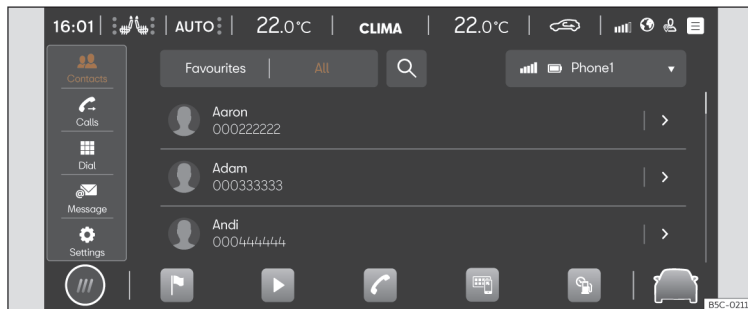 16:01 AUTO 22.0°C CLIMA 22.0°C
Favourites All Phone1
Contacts
Calls
Dial
Message
Settings
Aaron
000222222
Adam
000333333
Andi
000444444
B5C-0211